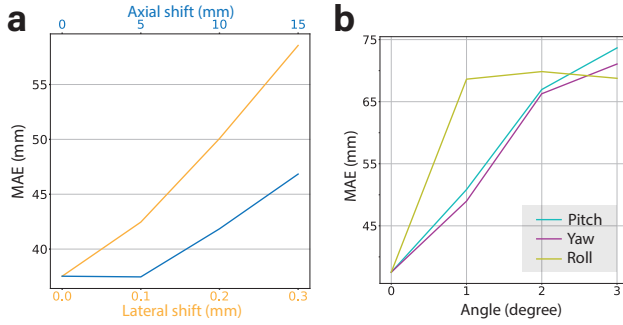 a
Axial shift (mm)
0 5 10 15
MAE (mm)
55
50
45
40
0.0 0.1 0.2 0.3
Lateral shift (mm)
b
MAE (mm)
75
65
55
45
Pitch
Yaw
Roll
0 1 2 3
Angle (degree)